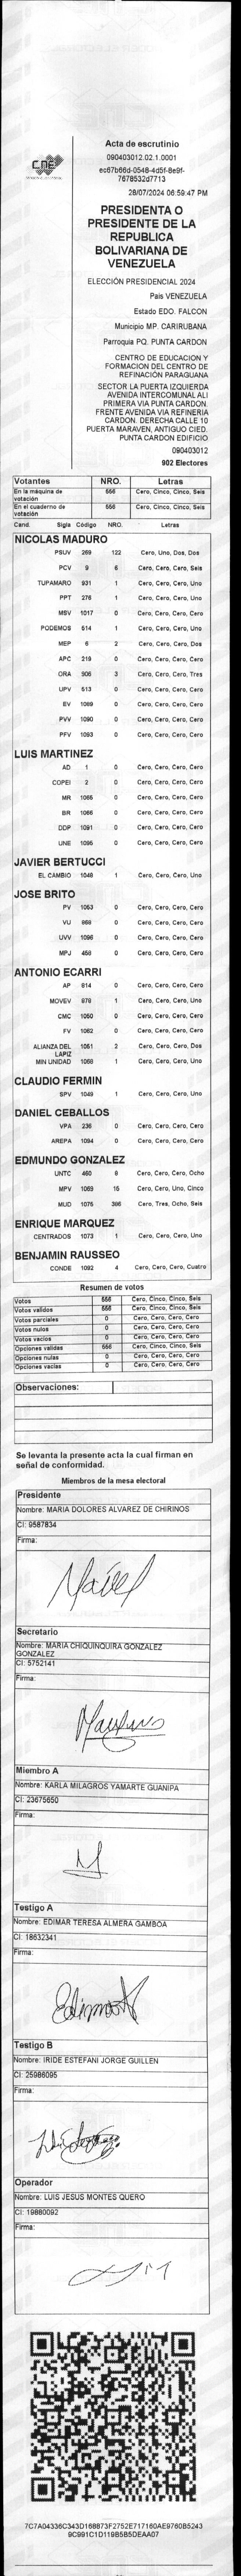 Acta de escrutinio
090403012.02.1.0001
ec67b66d-0548-4d5f-8e9f-
7678532d7713
28/07/2024 06:59:47 PM
PRESIDENTA O
PRESIDENTE DE LA
REPUBLICA
BOLIVARIANA DE
VENEZUELA
ELECCIÓN PRESIDENCIAL 2024
País VENEZUELA
Estado EDO. FALCON
Municipio MP. CARIRUBANA
Parroquia PQ. PUNTA CARDON
CENTRO DE EDUCACION Y
FORMACION DEL CENTRO DE
REFINACIÓN PARAGUANA
SECTOR LA PUERTA IZQUIERDA
AVENIDA INTERCOMUNAL ALI
PRIMERA VIA PUNTA CARDON.
FRENTE AVENIDA VIA REFINERIA
CARDON. DERECHA CALLE 10
PUERTA MARAVEN, ANTIGUO CIED.
PUNTA CARDON EDIFICIO
090403012
902 Electores
CNE
Votantes NRO. Letras
En la máquina de votación 556 Cero, Cinco, Cinco, Seis
En el cuaderno de votación 556 Cero, Cinco, Cinco, Seis
Cand. Sigla Código NRO. Letras
NICOLAS MADURO
PSUV 269 122 Cero, Uno, Dos, Dos
PCV 9 6 Cero, Cero, Cero, Seis
TUPAMARO 931 1 Cero, Cero, Cero, Uno
PPT 276 1 Cero, Cero, Cero, Uno
MSV 1017 0 Cero, Cero, Cero, Cero
PODEMOS 514 1 Cero, Cero, Cero, Uno
MEP 6 2 Cero, Cero, Cero, Dos
APC 219 0 Cero, Cero, Cero, Cero
ORA 906 3 Cero, Cero, Cero, Tres
UPV 513 0 Cero, Cero, Cero, Cero
EV 1089 0 Cero, Cero, Cero, Cero
PVV 1090 0 Cero, Cero, Cero, Cero
PFV 1093 0 Cero, Cero, Cero, Cero
LUIS MARTINEZ
AD 1 0 Cero, Cero, Cero, Cero
COPEI 2 0 Cero, Cero, Cero, Cero
MR 1065 0 Cero, Cero, Cero, Cero
BR 1066 0 Cero, Cero, Cero, Cero
DDP 1091 0 Cero, Cero, Cero, Cero
UNE 1095 0 Cero, Cero, Cero, Cero
JAVIER BERTUCCI
EL CAMBIO 1048 1 Cero, Cero, Cero, Uno
JOSE BRITO
PV 1053 0 Cero, Cero, Cero, Cero
VU 968 0 Cero, Cero, Cero, Cero
UVV 1096 0 Cero, Cero, Cero, Cero
MPJ 458 0 Cero, Cero, Cero, Cero
ANTONIO ECARRI
AP 814 0 Cero, Cero, Cero, Cero
MOVEV 878 1 Cero, Cero, Cero, Uno
CMC 1050 0 Cero, Cero, Cero, Cero
FV 1062 0 Cero, Cero, Cero, Cero
ALIANZA DEL LAPIZ 1051 2 Cero, Cero, Cero, Dos
MIN UNIDAD 1058 1 Cero, Cero, Cero, Uno
CLAUDIO FERMIN
SPV 1049 1 Cero, Cero, Cero, Uno
DANIEL CEBALLOS
VPA 236 0 Cero, Cero, Cero, Cero
AREPA 1094 0 Cero, Cero, Cero, Cero
EDMUNDO GONZALEZ
UNTC 460 8 Cero, Cero, Cero, Ocho
MPV 1069 15 Cero, Cero, Uno, Cinco
MUD 1075 386 Cero, Tres, Ocho, Seis
ENRIQUE MARQUEZ
CENTRADOS 1073 1 Cero, Cero, Cero, Uno
BENJAMIN RAUSSEO
CONDE 1092 4 Cero, Cero, Cero, Cuatro
Resumen de votos
Votos 556 Cero, Cinco, Cinco, Seis
Votos validos 556 Cero, Cinco, Cinco, Seis
Votos parciales 0 Cero, Cero, Cero, Cero
Votos nulos 0 Cero, Cero, Cero, Cero
Votos vacios 0 Cero, Cero, Cero, Cero
Opciones validas 556 Cero, Cinco, Cinco, Seis
Opciones nulas 0 Cero, Cero, Cero, Cero
Opciones vacias 0 Cero, Cero, Cero, Cero
Observaciones:
Se levanta la presente acta la cual firman en
señal de conformidad.
Miembros de la mesa electoral
Presidente
Nombre: MARIA DOLORES ALVAREZ DE CHIRINOS
CI: 9587834
Firma:
Secretario
Nombre: MARIA CHIQUINQUIRA GONZALEZ
GONZALEZ
CI: 5752141
Firma:
Miembro A
Nombre: KARLA MILAGROS YAMARTE GUANIPA
CI: 23675650
Firma:
Testigo A
Nombre: EDIMAR TERESA ALMERA GAMBOA
CI: 18632341
Firma:
Testigo B
Nombre: IRIDE ESTEFANI JORGE GUILLEN
CI: 25986095
Firma:
Operador
Nombre: LUIS JESUS MONTES QUERO
CI: 19880092
Firma:
7C7A04336C343D168873F2752E717160AE9760B5243
9C991C1D119B5B5DEAA07